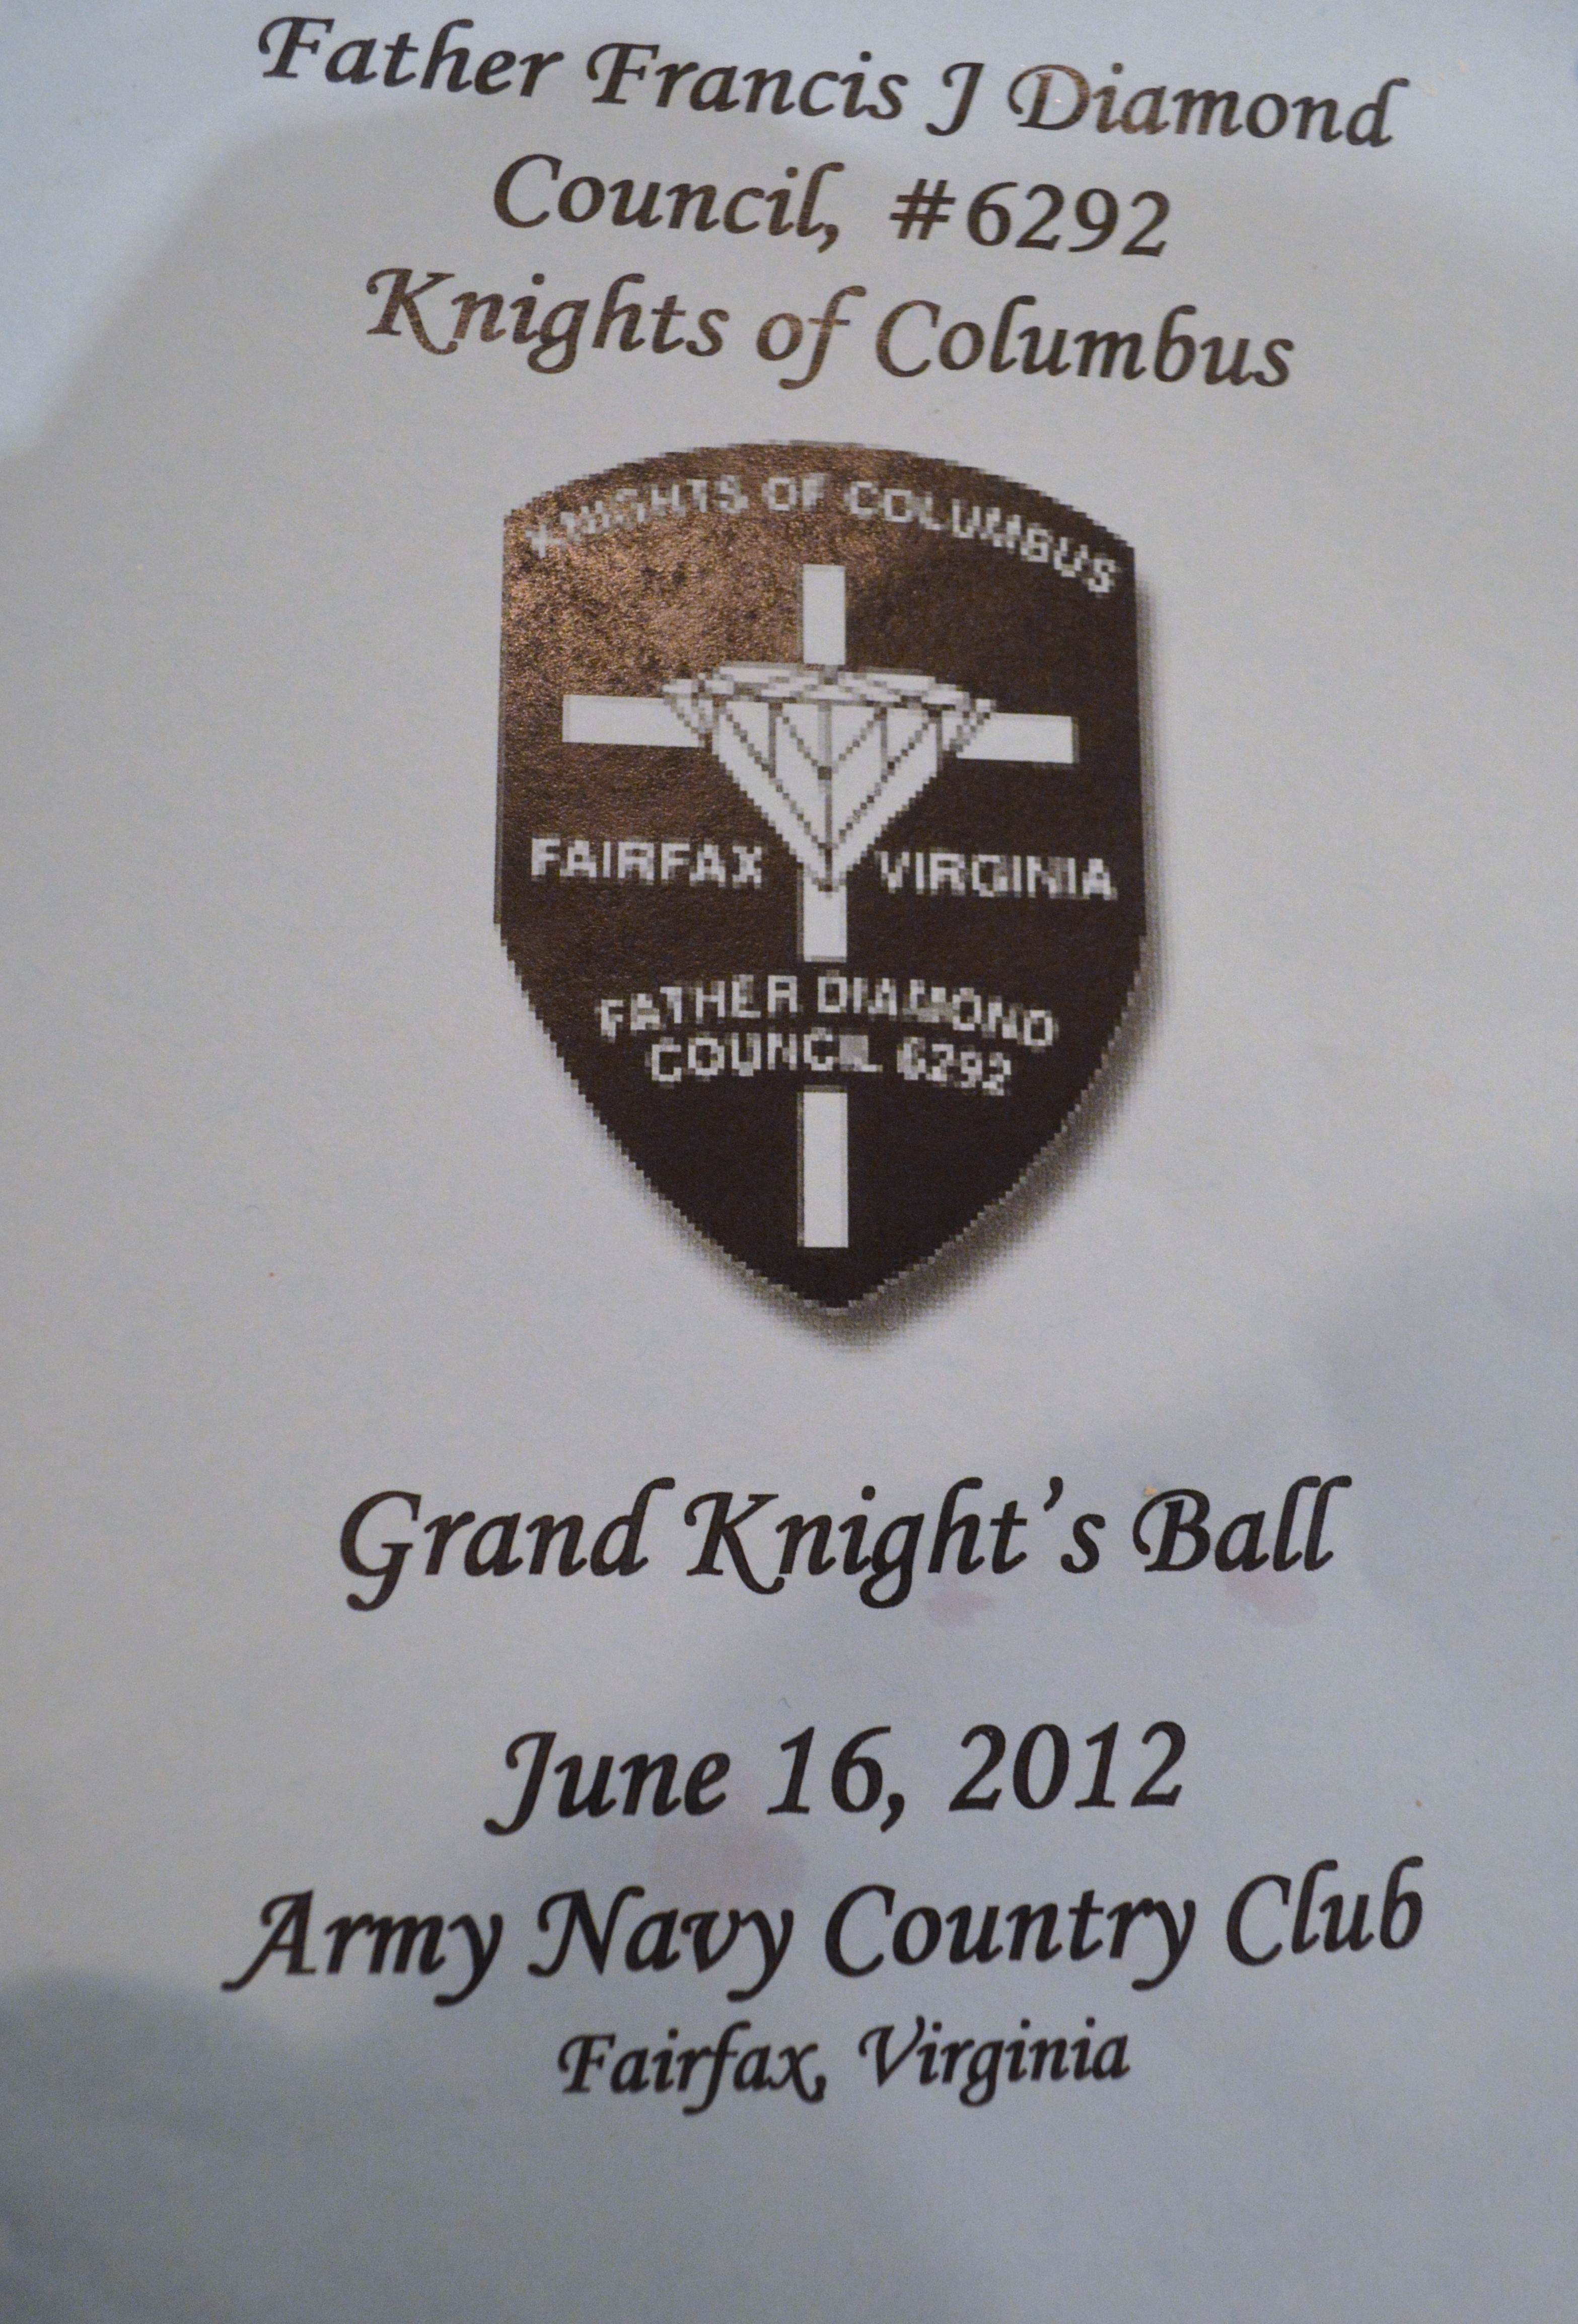 Father Francis J Diamond
Council, #6292
Knights of Columbus
KNIGHTS OF COLUMBUS
FAIRFAX VIRGINIA
FATHER DIAMOND
COUNCIL 6292
Grand Knight's Ball
June 16, 2012
Army Navy Country Club
Fairfax, Virginia